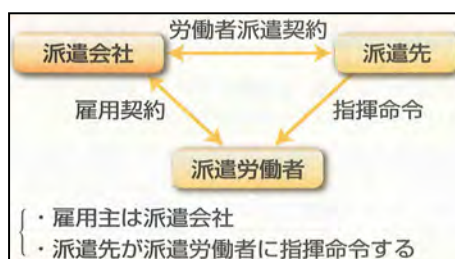 労働者派遣契約
派遣会社
派遣先
雇用契約
指揮命令
派遣労働者
・雇用主は派遣会社
・派遣先が派遣労働者に指揮命令する